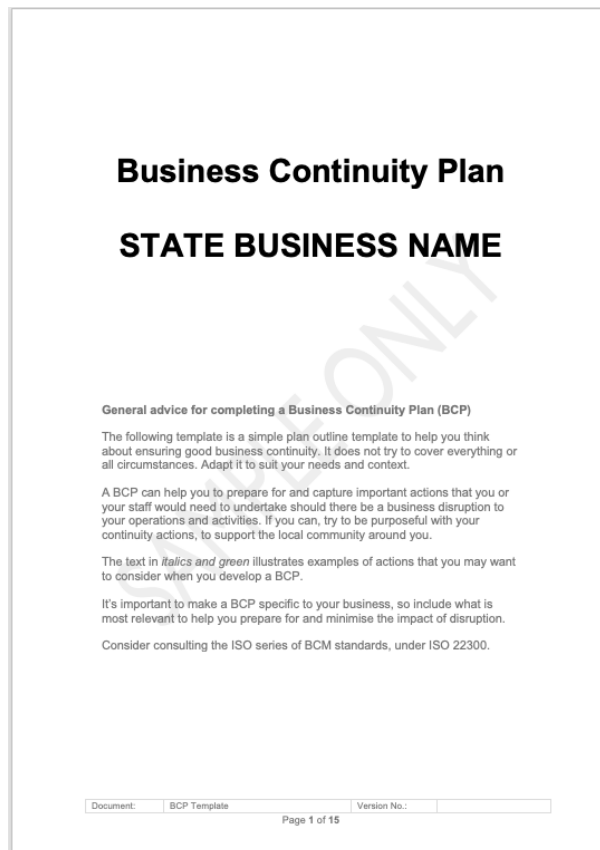 Business Continuity Plan
STATE BUSINESS NAME
SAMPLE ONLY
General advice for completing a Business Continuity Plan (BCP)
The following template is a simple plan outline template to help you think
about ensuring good business continuity. It does not try to cover everything or
all circumstances. Adapt it to suit your needs and context.
A BCP can help you to prepare for and capture important actions that you or
your staff would need to undertake should there be a business disruption to
your operations and activities. If you can, try to be purposeful with your
continuity actions, to support the local community around you.
The text in italics and green illustrates examples of actions that you may want
to consider when you develop a BCP.
It's important to make a BCP specific to your business, so include what is
most relevant to help you prepare for and minimise the impact of disruption.
Consider consulting the ISO series of BCM standards, under ISO 22300.
Document: BCP Template Version No.:
Page 1 of 15